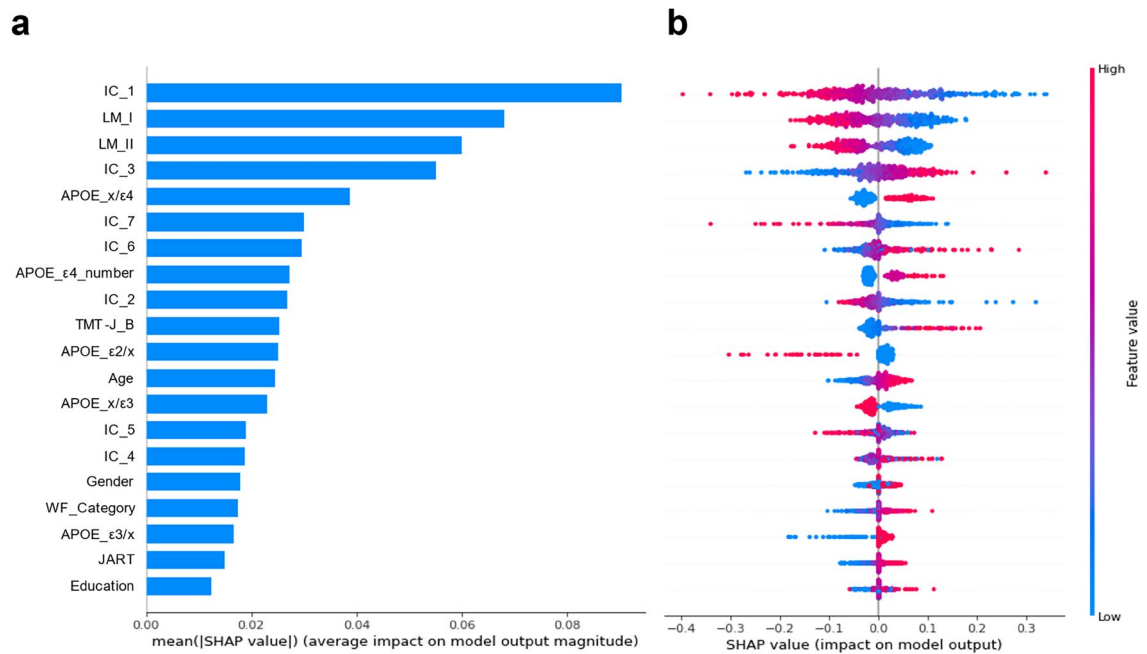 a
b
IC_1
LM_I
LM_II
IC_3
APOE_x/ε4
IC_7
IC_6
APOE_ε4_number
IC_2
TMT-J_B
APOE_ε2/x
Age
APOE_x/ε3
IC_5
IC_4
Gender
WF_Category
APOE_ε3/x
JART
Education
0.00 0.02 0.04 0.06 0.08
mean(|SHAP value|) (average impact on model output magnitude)
High
Feature value
Low
−0.4 −0.3 −0.2 −0.1 0.0 0.1 0.2 0.3
SHAP value (impact on model output)